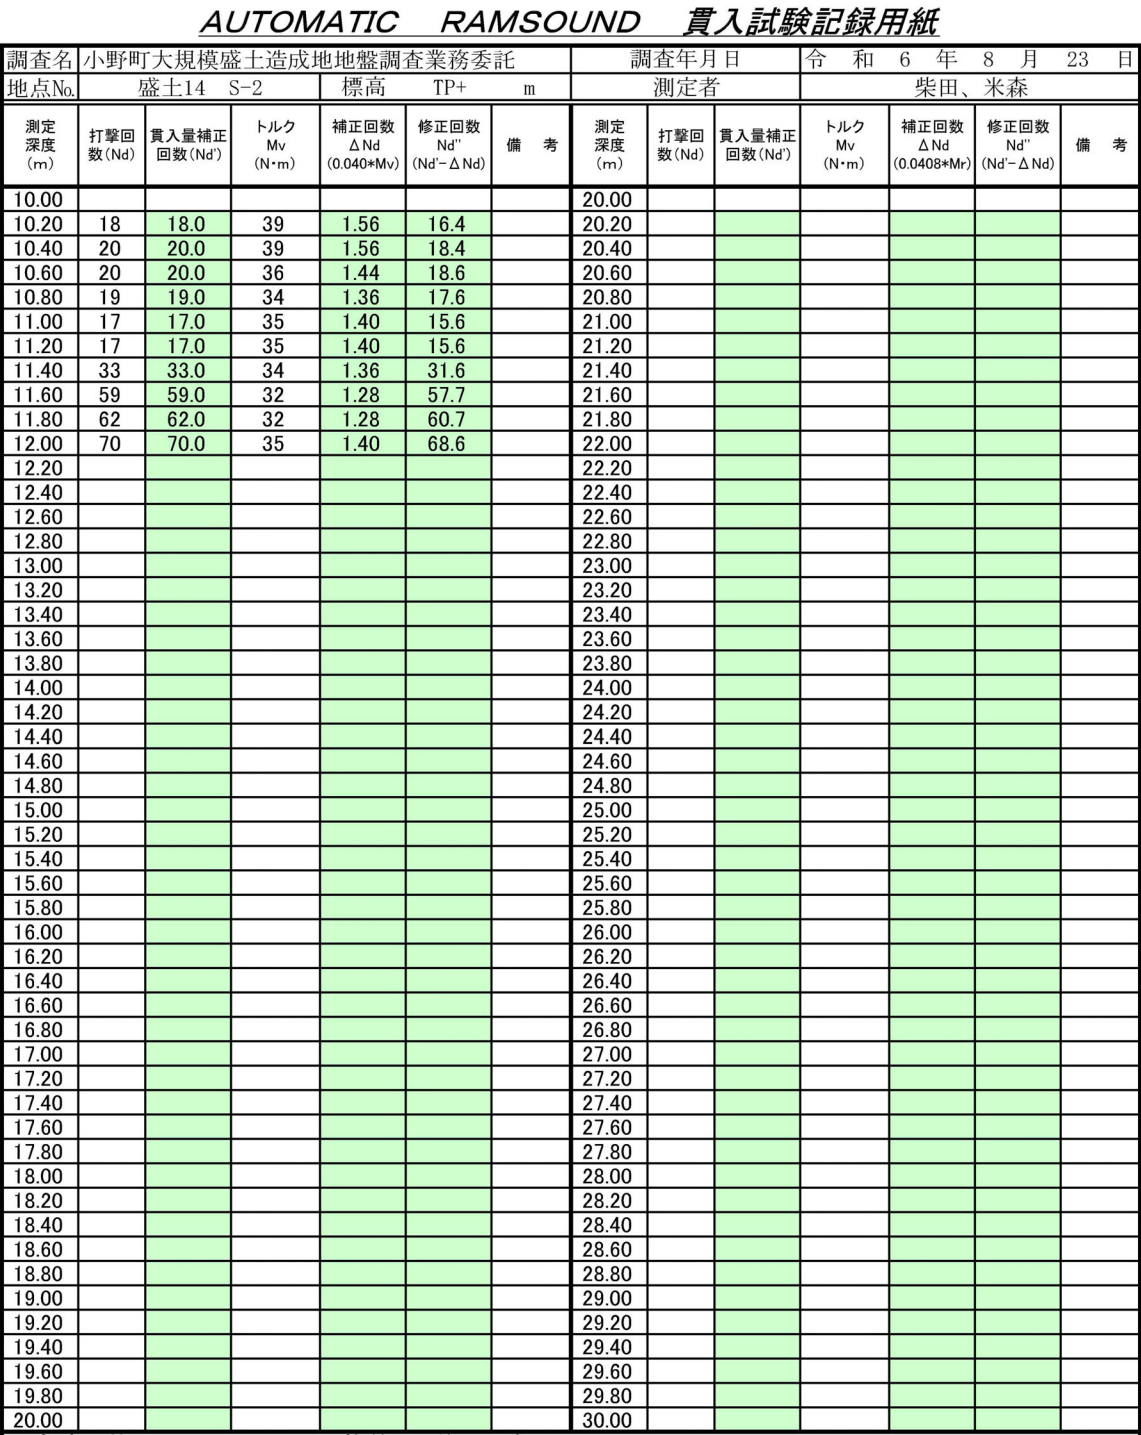 AUTOMATIC RAMSOUND 貫入試験記録用紙
調査名 小野町大規模盛土造成地地盤調査業務委託 調査年月日 令 和 6 年 8 月 23 日
地点No. 盛土14 S-2 標高 TP+ m 測定者 柴田、米森
測定深度(m) 打撃回数(Nd) 貫入量補正回数(Nd') トルクMv(N・m) 補正回数ΔNd(0.040*Mv) 修正回数Nd''(Nd'-ΔNd) 備 考 測定深度(m) 打撃回数(Nd) 貫入量補正回数(Nd') トルクMv(N・m) 補正回数ΔNd(0.0408*Mr) 修正回数Nd''(Nd'-ΔNd) 備 考
10.00 20.00
10.20 18 18.0 39 1.56 16.4 20.20
10.40 20 20.0 39 1.56 18.4 20.40
10.60 20 20.0 36 1.44 18.6 20.60
10.80 19 19.0 34 1.36 17.6 20.80
11.00 17 17.0 35 1.40 15.6 21.00
11.20 17 17.0 35 1.40 15.6 21.20
11.40 33 33.0 34 1.36 31.6 21.40
11.60 59 59.0 32 1.28 57.7 21.60
11.80 62 62.0 32 1.28 60.7 21.80
12.00 70 70.0 35 1.40 68.6 22.00
12.20 22.20
12.40 22.40
12.60 22.60
12.80 22.80
13.00 23.00
13.20 23.20
13.40 23.40
13.60 23.60
13.80 23.80
14.00 24.00
14.20 24.20
14.40 24.40
14.60 24.60
14.80 24.80
15.00 25.00
15.20 25.20
15.40 25.40
15.60 25.60
15.80 25.80
16.00 26.00
16.20 26.20
16.40 26.40
16.60 26.60
16.80 26.80
17.00 27.00
17.20 27.20
17.40 27.40
17.60 27.60
17.80 27.80
18.00 28.00
18.20 28.20
18.40 28.40
18.60 28.60
18.80 28.80
19.00 29.00
19.20 29.20
19.40 29.40
19.60 29.60
19.80 29.80
20.00 30.00